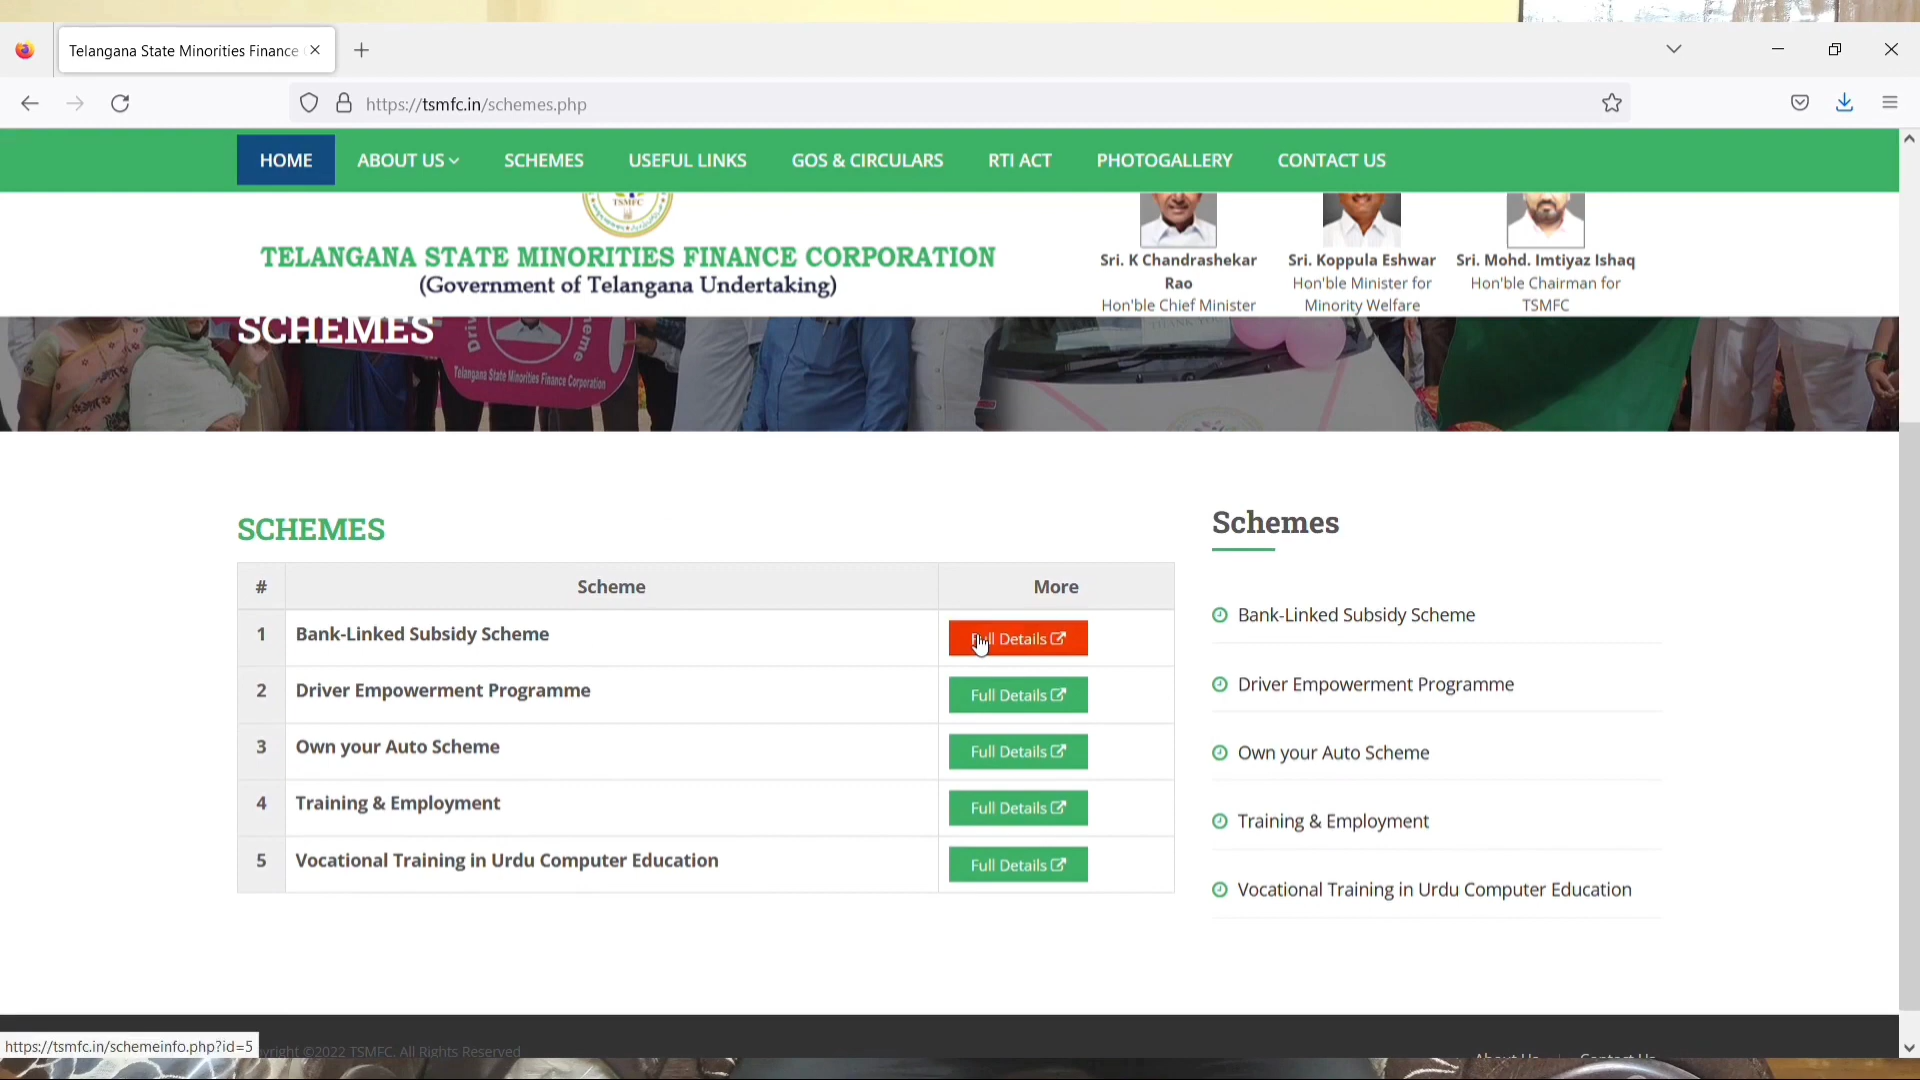 Telangana State Minorities Finance
https://tsmfc.in/schemes.php
HOME ABOUT US SCHEMES USEFUL LINKS GOS & CIRCULARS RTI ACT PHOTOGALLERY CONTACT US
TSMFC
TELANGANA STATE MINORITIES FINANCE CORPORATION
(Government of Telangana Undertaking)
Sri. K Chandrashekar
Rao
Hon'ble Chief Minister
Sri. Koppula Eshwar
Hon'ble Minister for
Minority Welfare
Sri. Mohd. Imtiyaz Ishaq
Hon'ble Chairman for
TSMFC
SCHEMES
Telangana State Minorities Finance Corporation
SCHEMES
# Scheme More
1 Bank-Linked Subsidy Scheme Full Details
2 Driver Empowerment Programme Full Details
3 Own your Auto Scheme Full Details
4 Training & Employment Full Details
5 Vocational Training in Urdu Computer Education Full Details
Schemes
Bank-Linked Subsidy Scheme
Driver Empowerment Programme
Own your Auto Scheme
Training & Employment
Vocational Training in Urdu Computer Education
https://tsmfc.in/schemeinfo.php?id=5
©2022 TSMFC. All Rights Reserved
About Us Contact Us